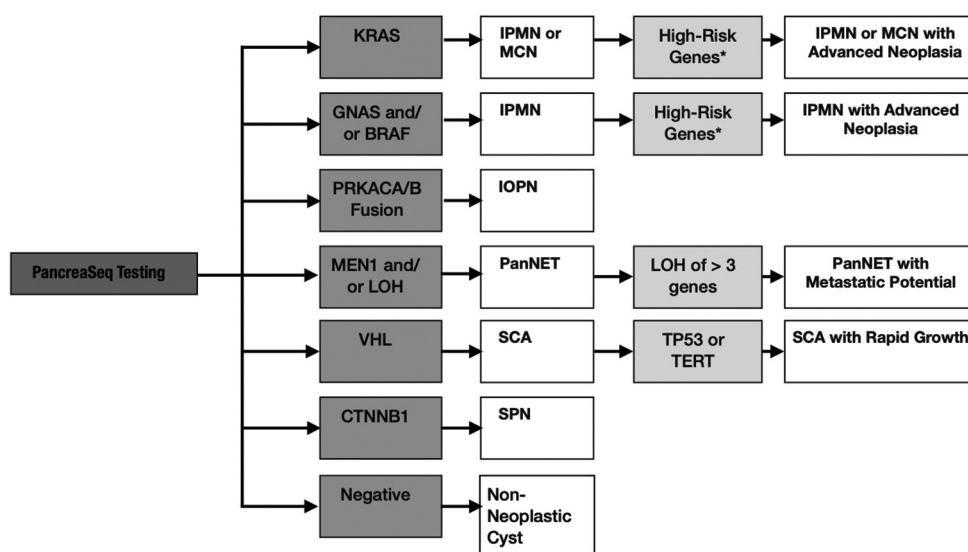 KRAS
IPMN or
MCN
High-Risk
Genes*
IPMN or MCN with
Advanced Neoplasia
GNAS and/
or BRAF
IPMN
High-Risk
Genes*
IPMN with Advanced
Neoplasia
PRKACA/B
Fusion
IOPN
PancreaSeq Testing
MEN1 and/
or LOH
PanNET
LOH of > 3
genes
PanNET with
Metastatic Potential
VHL
SCA
TP53 or
TERT
SCA with Rapid Growth
CTNNB1
SPN
Negative
Non-
Neoplastic
Cyst